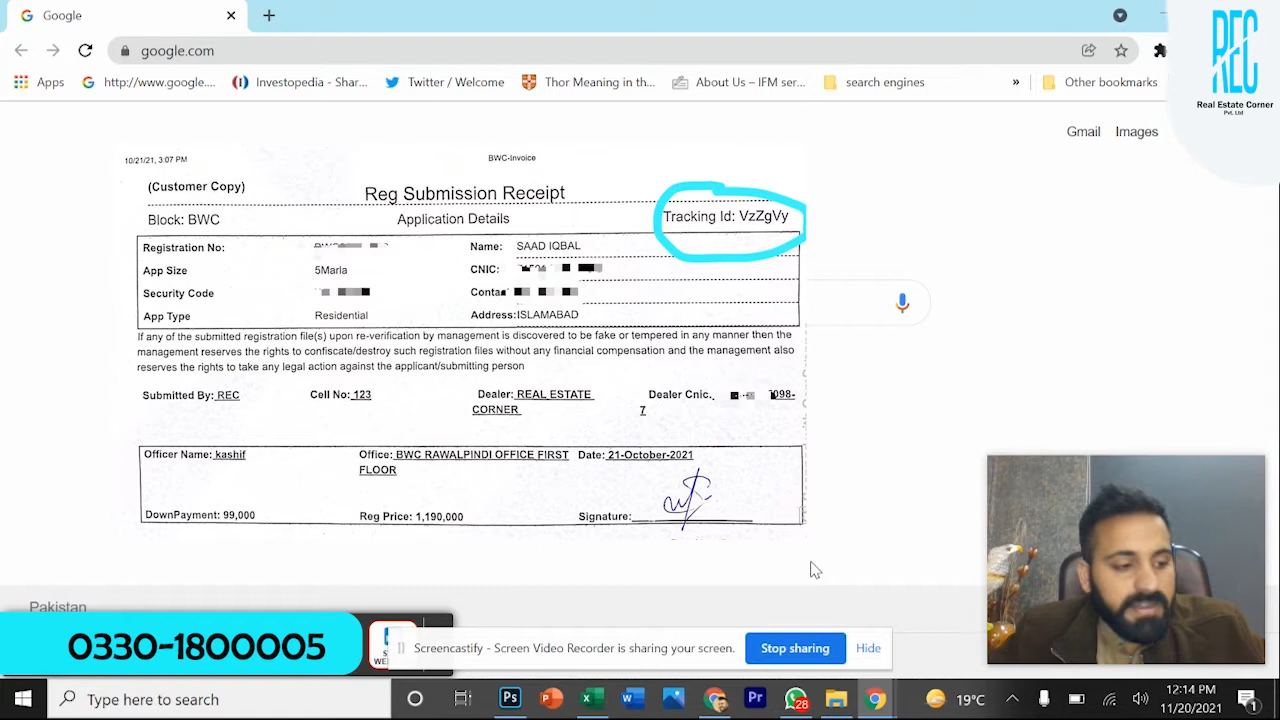 Google
google.com
Apps
http://www.google....
Investopedia - Shar...
Twitter / Welcome
Thor Meaning in th...
About Us – IFM ser...
search engines
»
Other bookmarks
REC
Real Estate Corner
Pvt. Ltd
Gmail Images
10/21/21, 3:07 PM BWC-Invoice
(Customer Copy) Reg Submission Receipt
Block: BWC Application Details Tracking Id: VzZgVy
Registration No: Name: SAAD IQBAL
App Size 5Marla CNIC:
Security Code
App Type Residential Address: ISLAMABAD
If any of the submitted registration file(s) upon re-verification by management is discovered to be fake or tempered in any manner then the
management reserves the rights to confiscate/destroy such registration files without any financial compensation and the management also
reserves the rights to take any legal action against the applicant/submitting person
Submitted By: REC Cell No: 123 Dealer: REAL ESTATE Dealer Cnic. 098-
CORNER 7
Officer Name: kashif Office: BWC RAWALPINDI OFFICE FIRST Date: 21-October-2021
FLOOR
DownPayment: 99,000 Reg Price: 1,190,000 Signature:
Pakistan
0330-1800005
Screencastify - Screen Video Recorder is sharing your screen. Stop sharing Hide
Type here to search
Ps
Pr
28
19°C
12:14 PM
11/20/2021
1